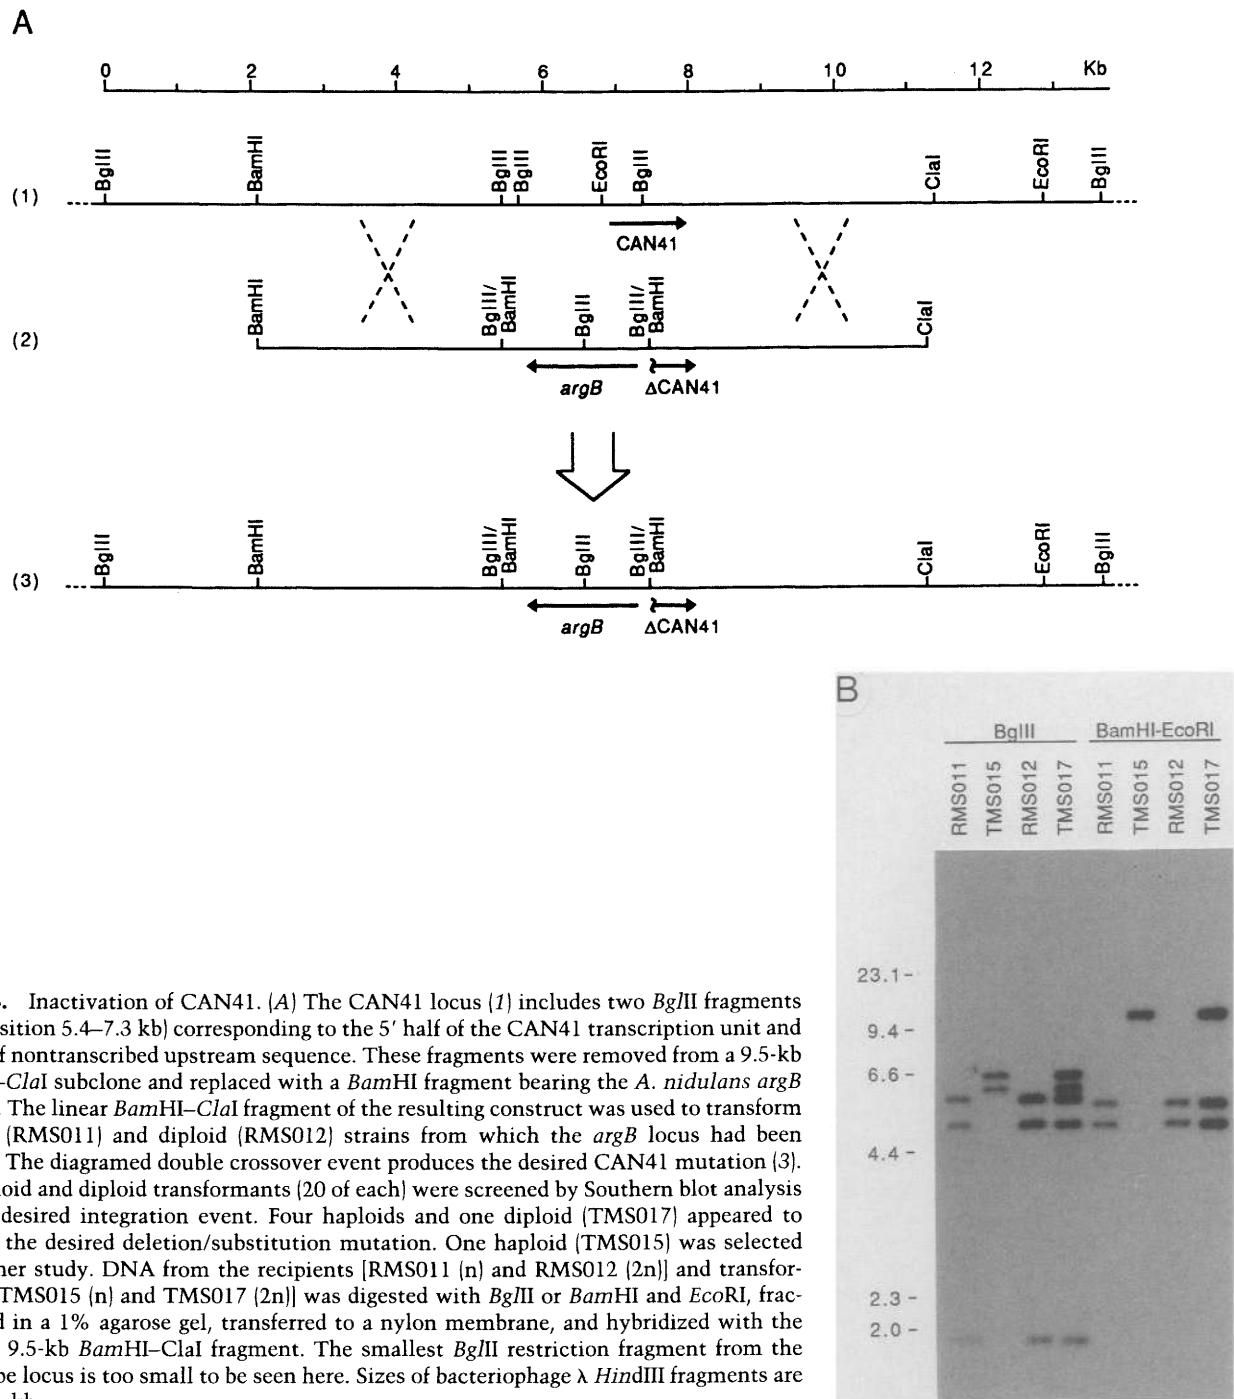 A
0 2 4 6 8 10 12 Kb
BglII BamHI BglII BglII EcoRI BglII ClaI EcoRI BglII
(1)
CAN41
BamHI BglII/ BamHI BglII BglII/ BamHI ClaI
(2)
argB ΔCAN41
BglII BamHI BglII/ BamHI BglII BglII/ BamHI ClaI EcoRI BglII
(3)
argB ΔCAN41
B
BglII BamHI-EcoRI
RMS011 TMS015 RMS012 TMS017 RMS011 TMS015 RMS012 TMS017
23.1-
9.4-
6.6-
4.4-
2.3-
2.0-
Inactivation of CAN41. (A) The CAN41 locus (1) includes two BglII fragments
sition 5.4–7.3 kb) corresponding to the 5′ half of the CAN41 transcription unit and
f nontranscribed upstream sequence. These fragments were removed from a 9.5-kb
–ClaI subclone and replaced with a BamHI fragment bearing the A. nidulans argB
. The linear BamHI–ClaI fragment of the resulting construct was used to transform
(RMS011) and diploid (RMS012) strains from which the argB locus had been
The diagramed double crossover event produces the desired CAN41 mutation (3).
loid and diploid transformants (20 of each) were screened by Southern blot analysis
desired integration event. Four haploids and one diploid (TMS017) appeared to
the desired deletion/substitution mutation. One haploid (TMS015) was selected
her study. DNA from the recipients [RMS011 (n) and RMS012 (2n)] and transfor-
TMS015 (n) and TMS017 (2n)] was digested with BglII or BamHI and EcoRI, frac-
d in a 1% agarose gel, transferred to a nylon membrane, and hybridized with the
9.5-kb BamHI–ClaI fragment. The smallest BglII restriction fragment from the
pe locus is too small to be seen here. Sizes of bacteriophage λ HindIII fragments are